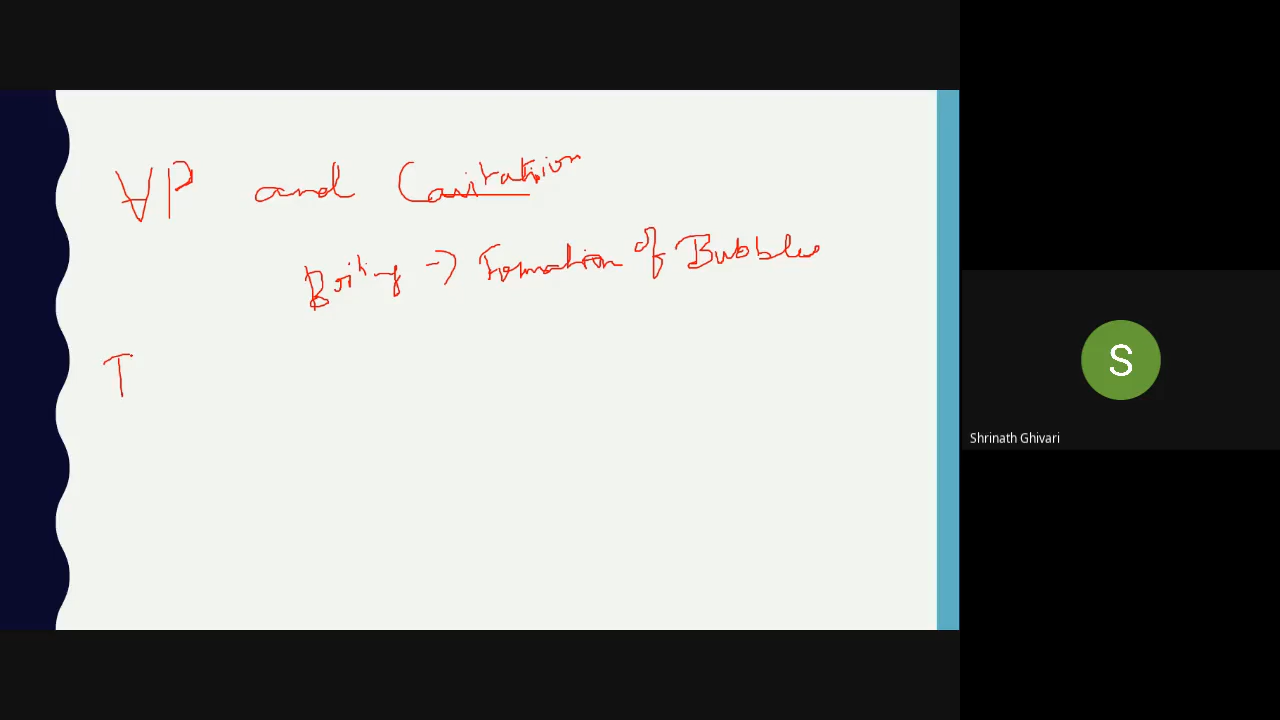 VP and Cavitation
Boiling → Formation of Bubbles
T
S
Shrinath Ghivari